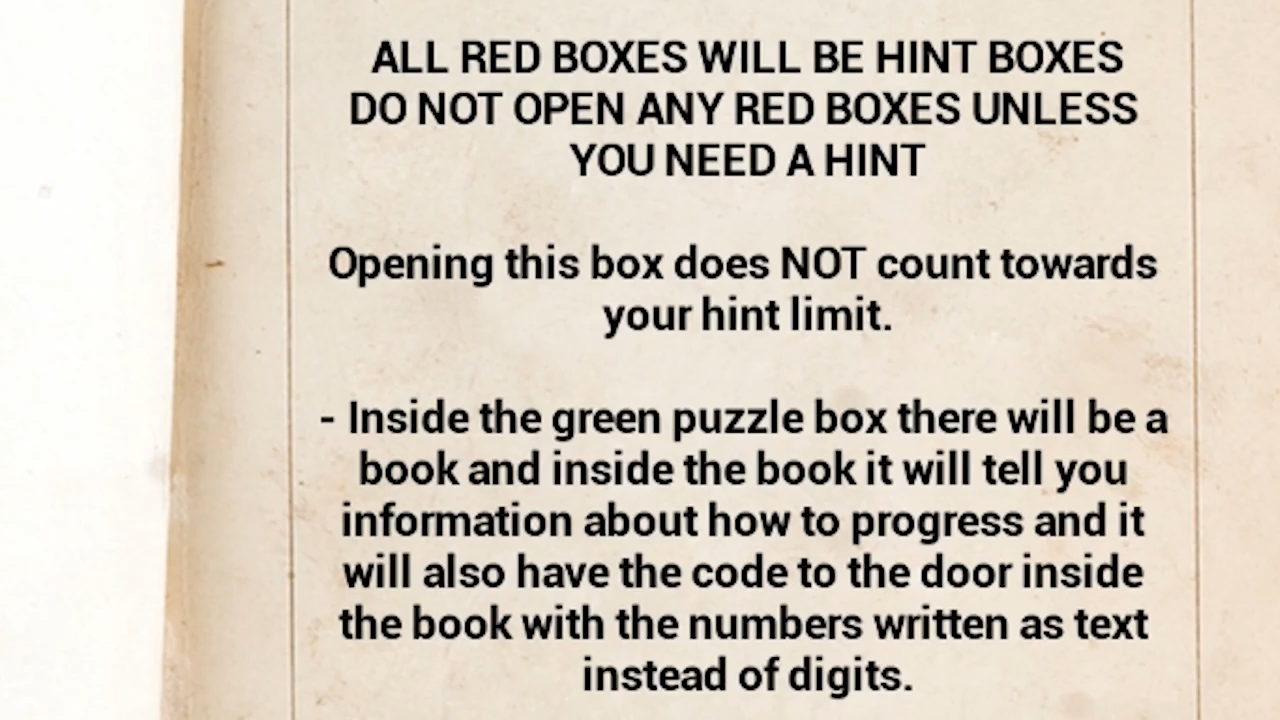 ALL RED BOXES WILL BE HINT BOXES
DO NOT OPEN ANY RED BOXES UNLESS
YOU NEED A HINT
Opening this box does NOT count towards
your hint limit.
- Inside the green puzzle box there will be a
book and inside the book it will tell you
information about how to progress and it
will also have the code to the door inside
the book with the numbers written as text
instead of digits.